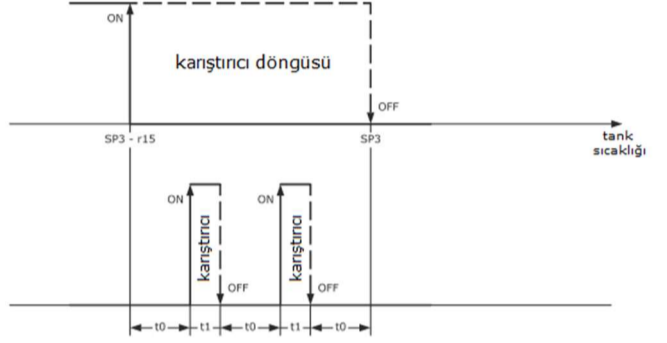 ON
karıştırıcı döngüsü
OFF
SP3 - r15
SP3
tank
sıcaklığı
ON
karıştırıcı
OFF
ON
karıştırıcı
OFF
t0
t1
t0
t1
t0